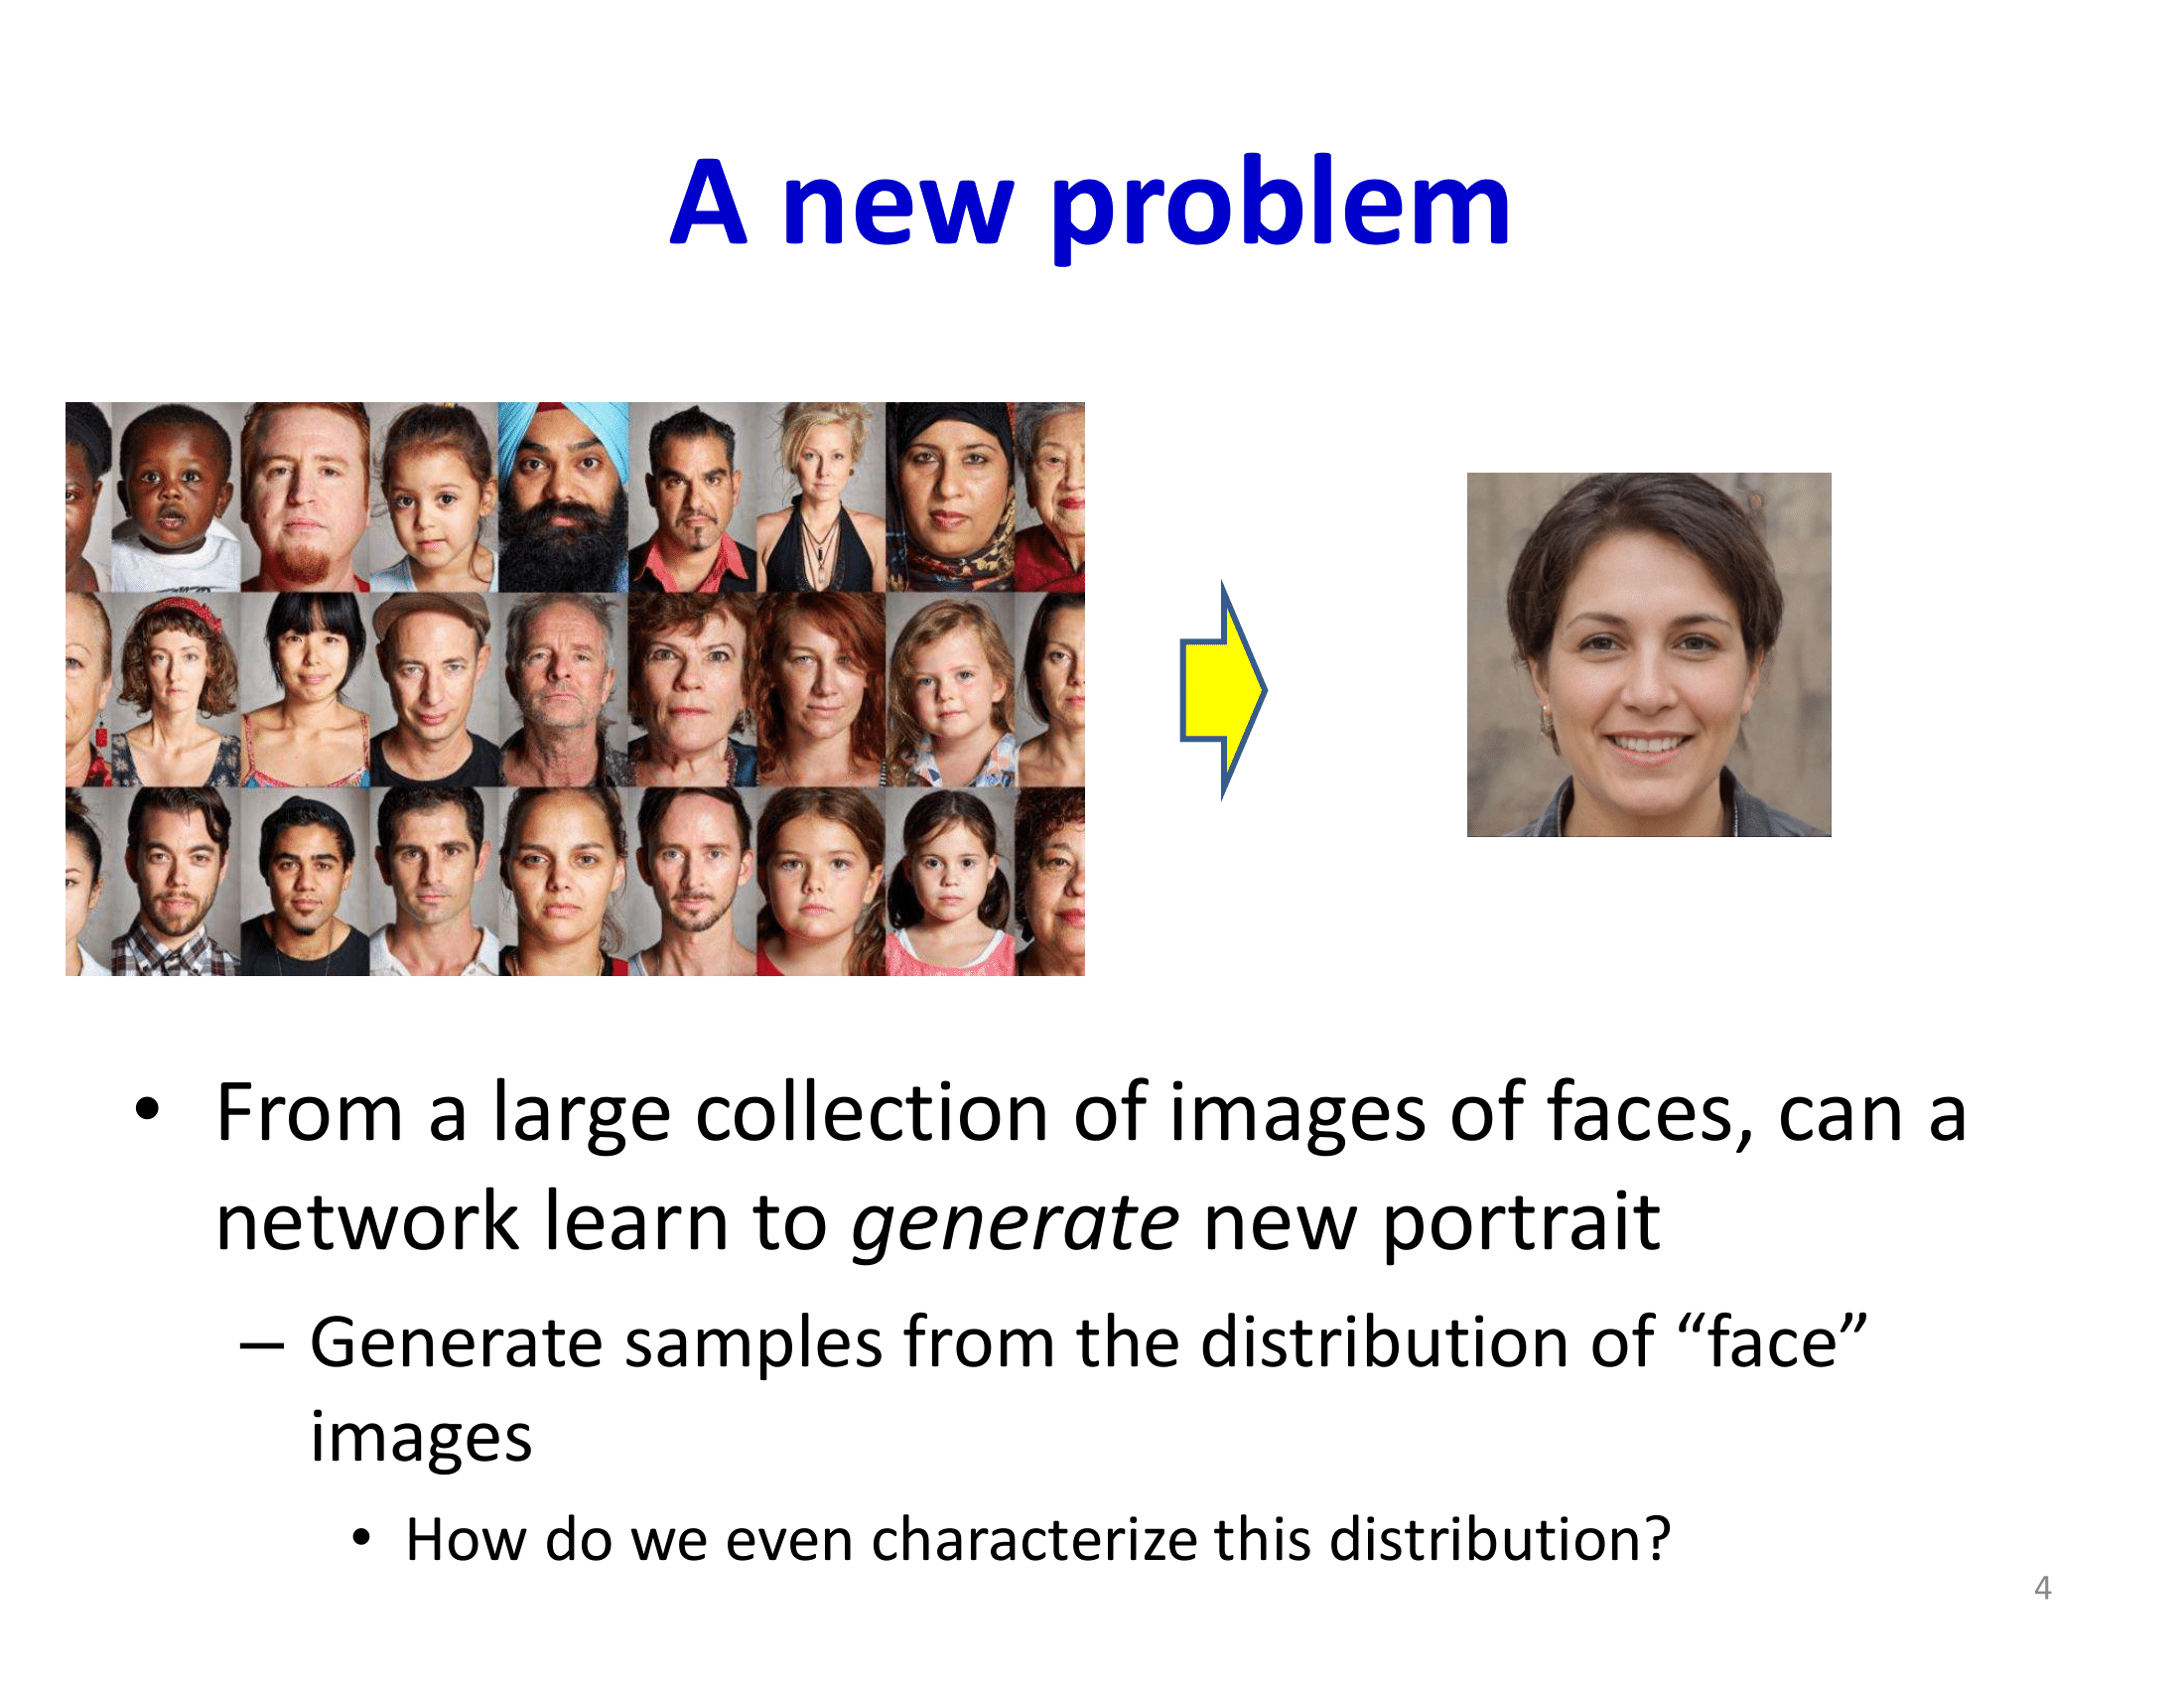 A new problem
• From a large collection of images of faces, can a
network learn to generate new portrait
– Generate samples from the distribution of “face”
images
• How do we even characterize this distribution?
4